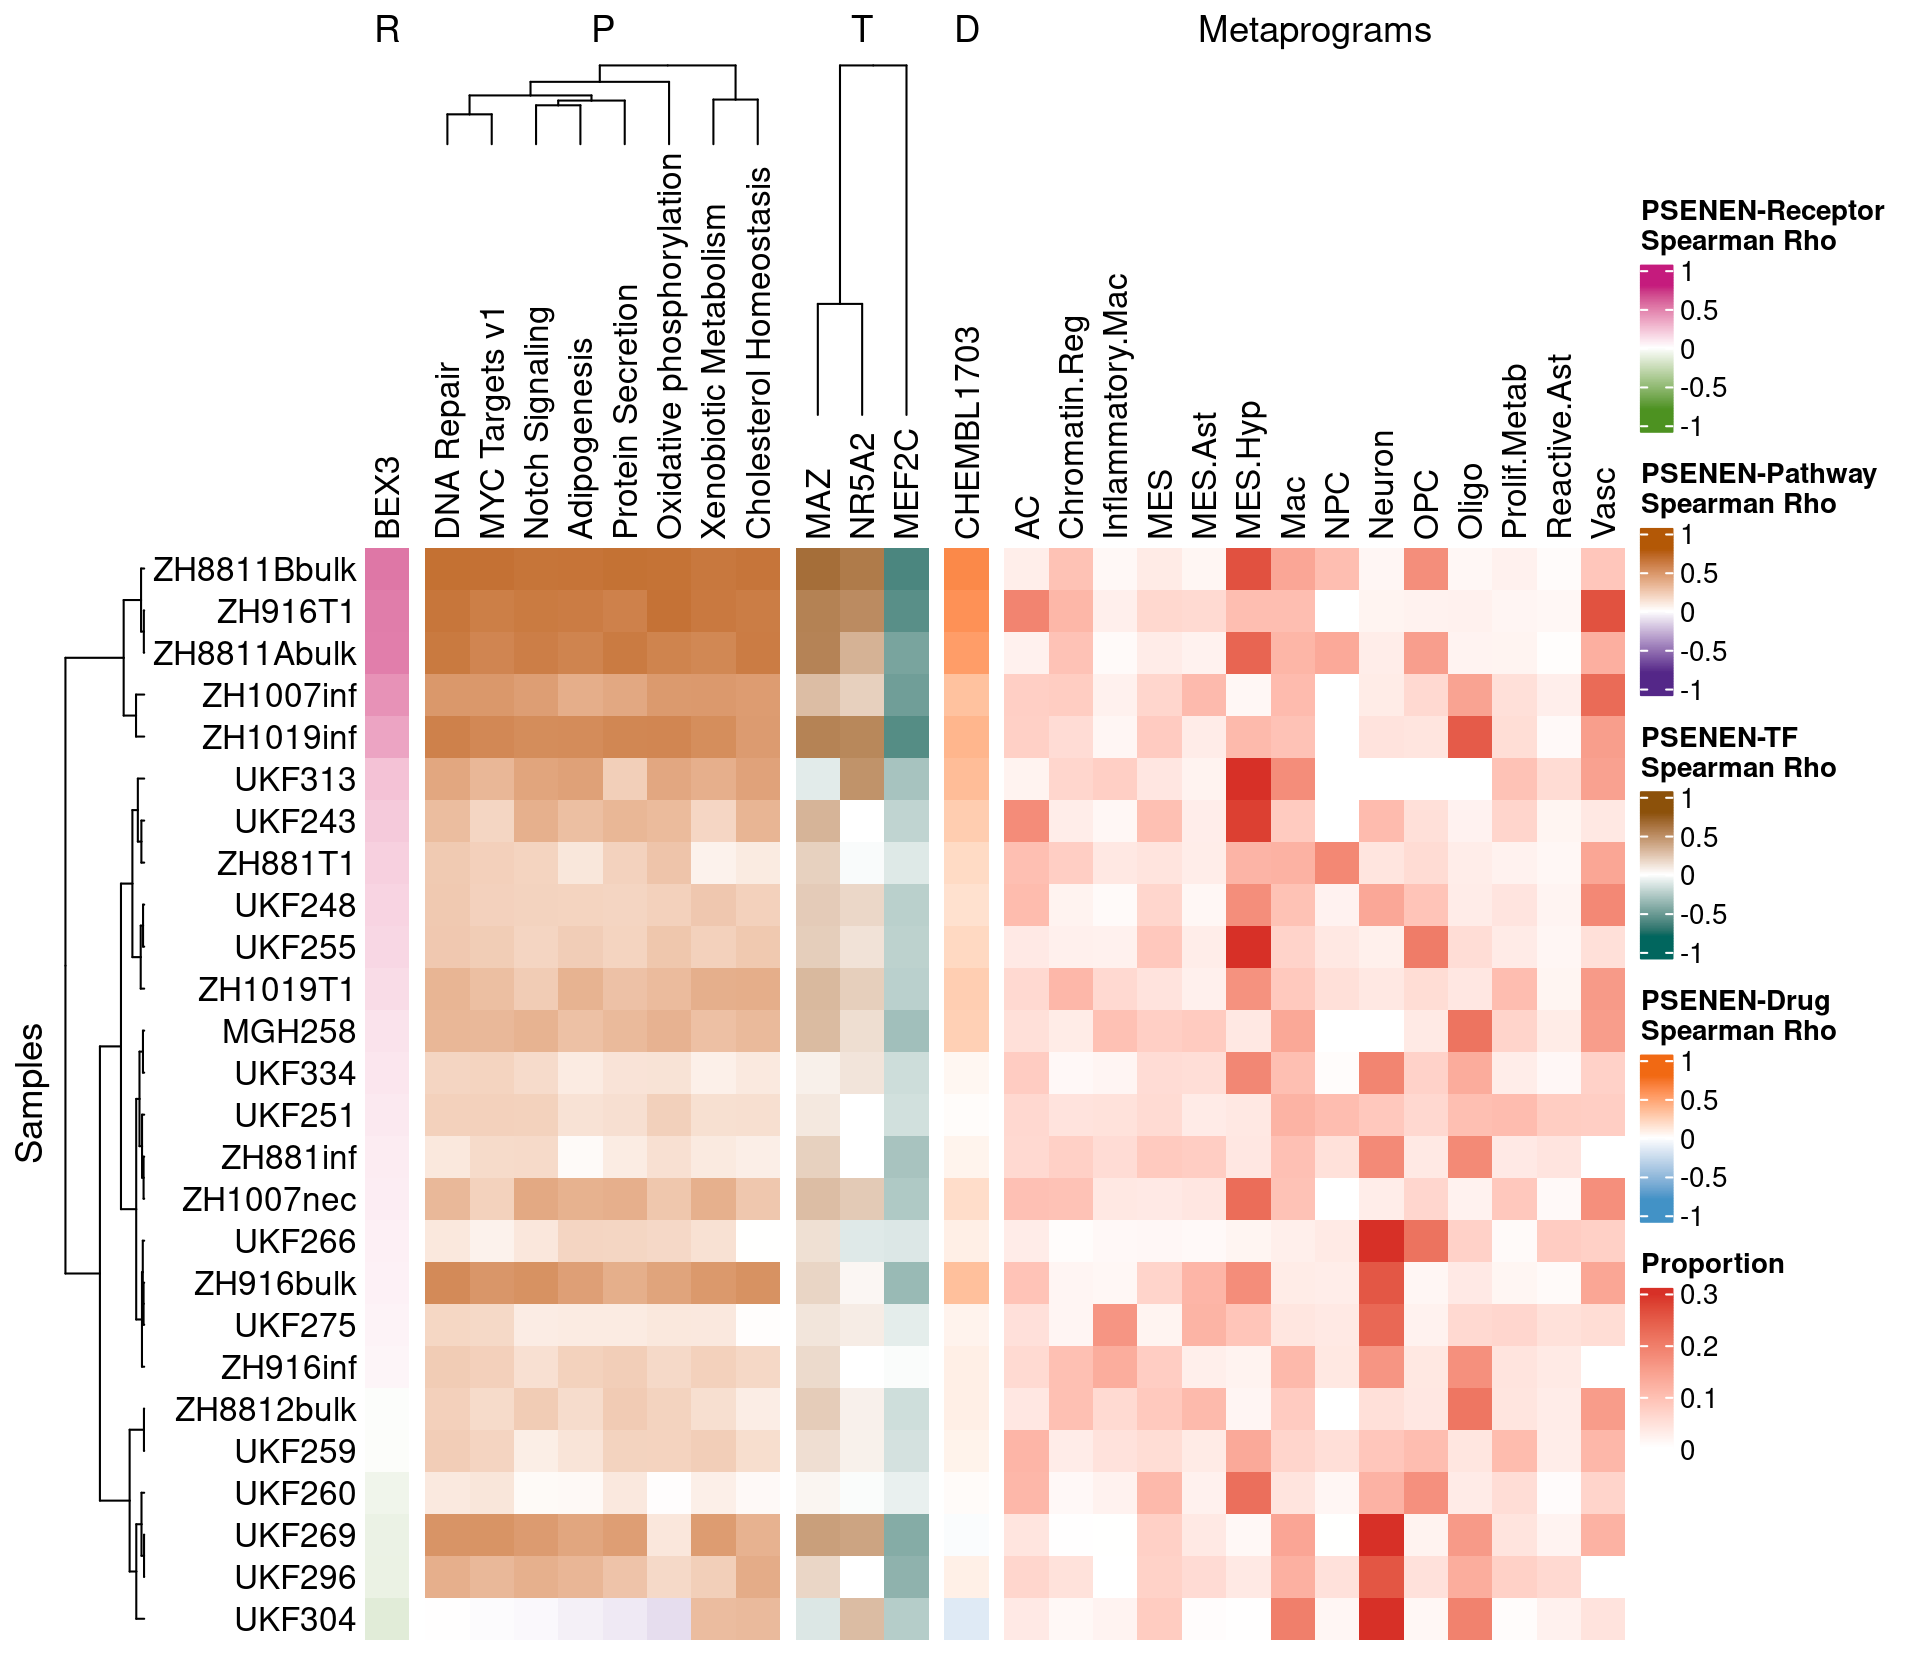 R P T D Metaprograms
BEX3
DNA Repair
MYC Targets v1
Notch Signaling
Adipogenesis
Protein Secretion
Oxidative phosphorylation
Xenobiotic Metabolism
Cholesterol Homeostasis
MAZ
NR5A2
MEF2C
CHEMBL1703
AC
Chromatin.Reg
Inflammatory.Mac
MES
MES.Ast
MES.Hyp
Mac
NPC
Neuron
OPC
Oligo
Prolif.Metab
Reactive.Ast
Vasc
Samples
ZH8811Bbulk
ZH916T1
ZH8811Abulk
ZH1007inf
ZH1019inf
UKF313
UKF243
ZH881T1
UKF248
UKF255
ZH1019T1
MGH258
UKF334
UKF251
ZH881inf
ZH1007nec
UKF266
ZH916bulk
UKF275
ZH916inf
ZH8812bulk
UKF259
UKF260
UKF269
UKF296
UKF304
PSENEN-Receptor
Spearman Rho
1
0.5
0
-0.5
-1
PSENEN-Pathway
Spearman Rho
1
0.5
0
-0.5
-1
PSENEN-TF
Spearman Rho
1
0.5
0
-0.5
-1
PSENEN-Drug
Spearman Rho
1
0.5
0
-0.5
-1
Proportion
0.3
0.2
0.1
0